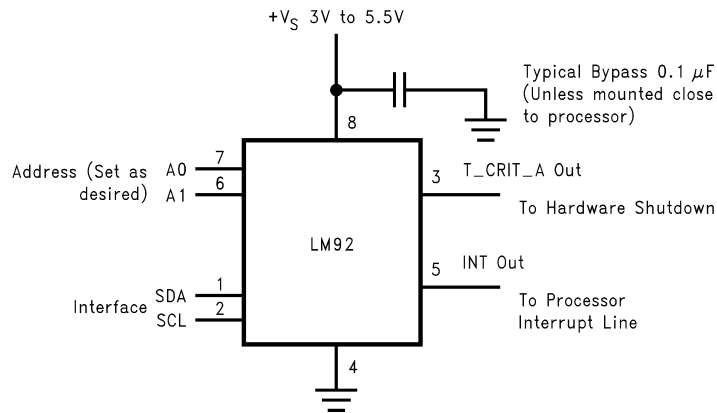 +VS 3V to 5.5V
Typical Bypass 0.1 μF
(Unless mounted close
to processor)
8
Address (Set as
desired)
A0
7
A1
6
3
T_CRIT_A Out
To Hardware Shutdown
LM92
5
INT Out
To Processor
Interrupt Line
Interface
SDA
1
SCL
2
4